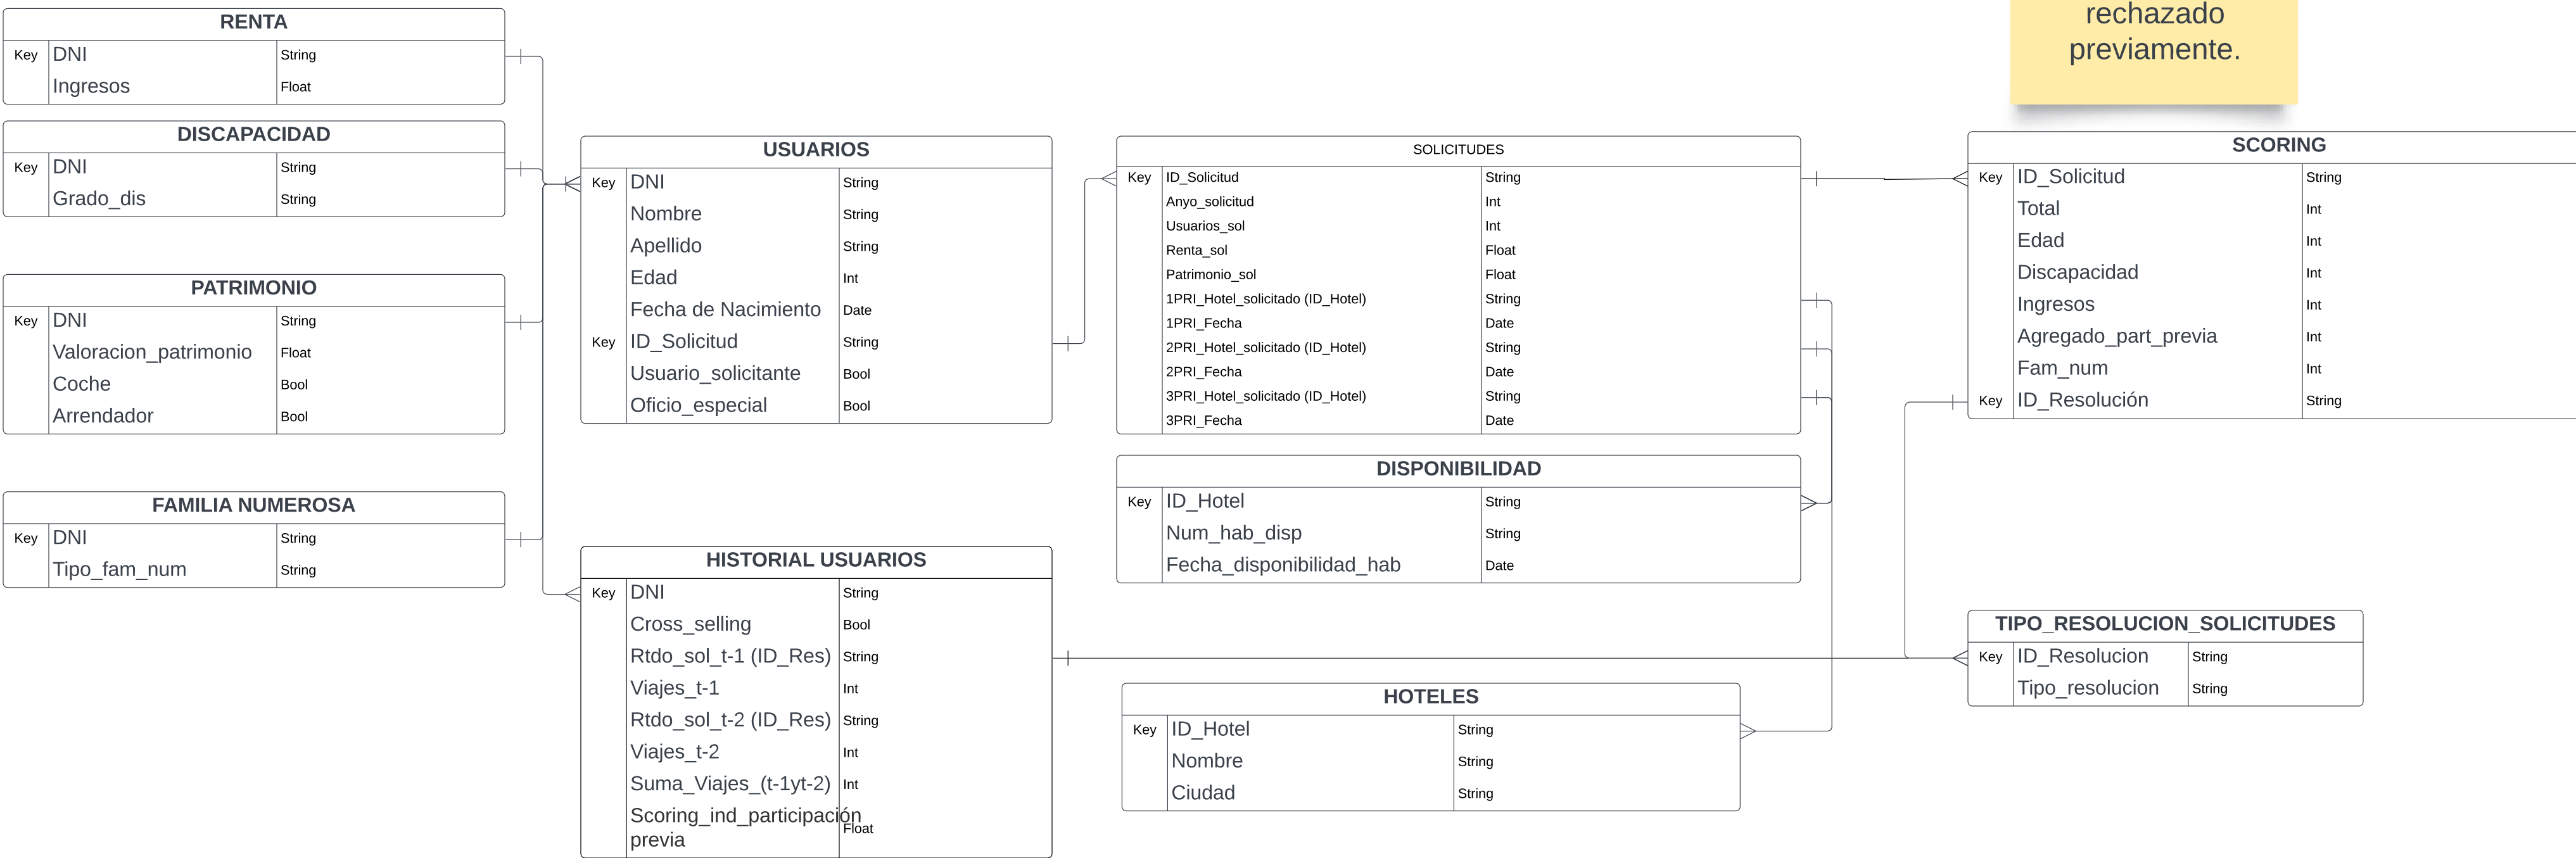 rechazado
previamente.
RENTA
Key DNI String
Ingresos Float
DISCAPACIDAD
Key DNI String
Grado_dis String
PATRIMONIO
Key DNI String
Valoracion_patrimonio Float
Coche Bool
Arrendador Bool
FAMILIA NUMEROSA
Key DNI String
Tipo_fam_num String
USUARIOS
Key DNI String
Nombre String
Apellido String
Edad Int
Fecha de Nacimiento Date
Key ID_Solicitud String
Usuario_solicitante Bool
Oficio_especial Bool
HISTORIAL USUARIOS
Key DNI String
Cross_selling Bool
Rtdo_sol_t-1 (ID_Res) String
Viajes_t-1 Int
Rtdo_sol_t-2 (ID_Res) String
Viajes_t-2 Int
Suma_Viajes_(t-1yt-2) Int
Scoring_ind_participación
previa Float
SOLICITUDES
Key ID_Solicitud String
Anyo_solicitud Int
Usuarios_sol Int
Renta_sol Float
Patrimonio_sol Float
1PRI_Hotel_solicitado (ID_Hotel) String
1PRI_Fecha Date
2PRI_Hotel_solicitado (ID_Hotel) String
2PRI_Fecha Date
3PRI_Hotel_solicitado (ID_Hotel) String
3PRI_Fecha Date
DISPONIBILIDAD
Key ID_Hotel String
Num_hab_disp String
Fecha_disponibilidad_hab Date
HOTELES
Key ID_Hotel String
Nombre String
Ciudad String
SCORING
Key ID_Solicitud String
Total Int
Edad Int
Discapacidad Int
Ingresos Int
Agregado_part_previa Int
Fam_num Int
Key ID_Resolución String
TIPO_RESOLUCION_SOLICITUDES
Key ID_Resolucion String
Tipo_resolucion String